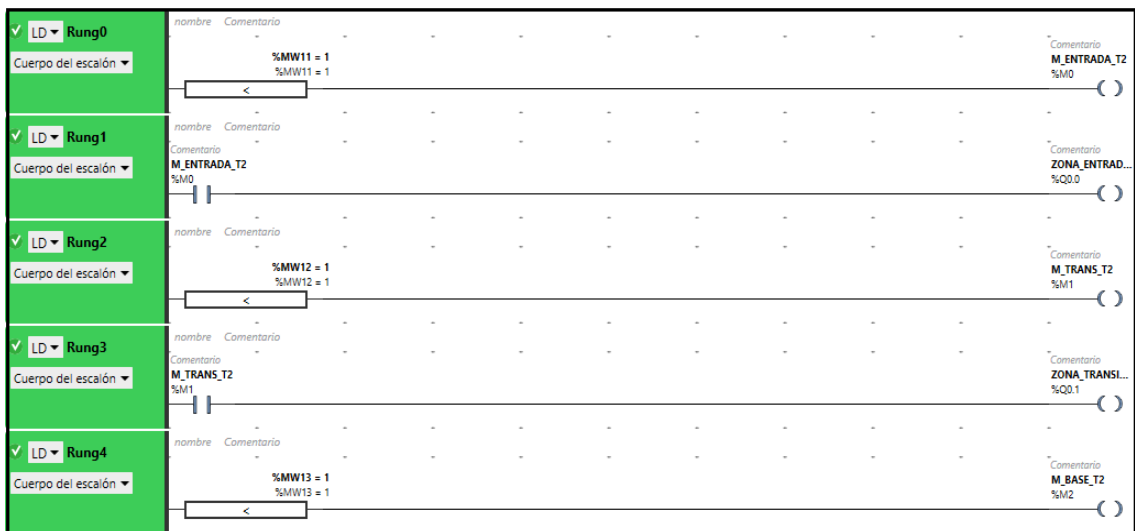 LD Rung0
nombre Comentario
Cuerpo del escalón
%MW11 = 1
%MW11 = 1
<
Comentario
M_ENTRADA_T2
%M0
LD Rung1
nombre Comentario
Cuerpo del escalón
Comentario
M_ENTRADA_T2
%M0
Comentario
ZONA_ENTRAD...
%Q0.0
LD Rung2
nombre Comentario
Cuerpo del escalón
%MW12 = 1
%MW12 = 1
<
Comentario
M_TRANS_T2
%M1
LD Rung3
nombre Comentario
Cuerpo del escalón
Comentario
M_TRANS_T2
%M1
Comentario
ZONA_TRANSI...
%Q0.1
LD Rung4
nombre Comentario
Cuerpo del escalón
%MW13 = 1
%MW13 = 1
<
Comentario
M_BASE_T2
%M2